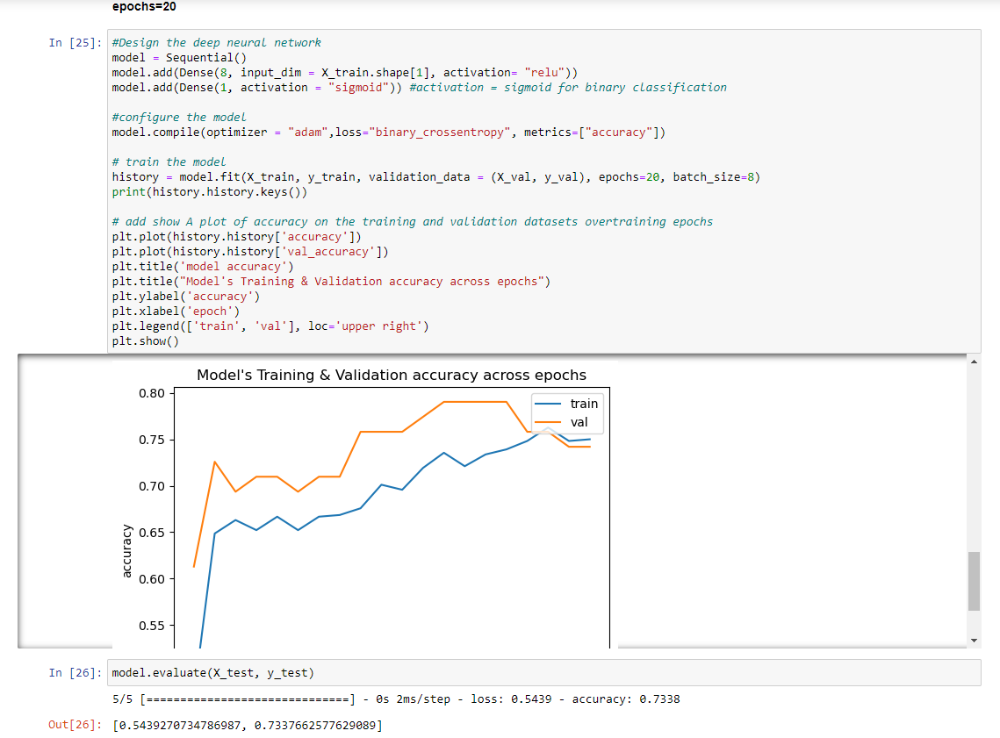 epochs=20
In [25]: #Design the deep neural network
model = Sequential()
model.add(Dense(8, input_dim = X_train.shape[1], activation= "relu"))
model.add(Dense(1, activation = "sigmoid")) #activation = sigmoid for binary classification
#configure the model
model.compile(optimizer = "adam",loss="binary_crossentropy", metrics=["accuracy"])
# train the model
history = model.fit(X_train, y_train, validation_data = (X_val, y_val), epochs=20, batch_size=8)
print(history.history.keys())
# add show A plot of accuracy on the training and validation datasets overtraining epochs
plt.plot(history.history['accuracy'])
plt.plot(history.history['val_accuracy'])
plt.title('model accuracy')
plt.title("Model's Training & Validation accuracy across epochs")
plt.ylabel('accuracy')
plt.xlabel('epoch')
plt.legend(['train', 'val'], loc='upper right')
plt.show()
Model's Training & Validation accuracy across epochs
0.80
0.75
0.70
0.65
0.60
0.55
accuracy
train
val
In [26]: model.evaluate(X_test, y_test)
5/5 [==============================] - 0s 2ms/step - loss: 0.5439 - accuracy: 0.7338
Out[26]: [0.5439270734786987, 0.7337662577629089]